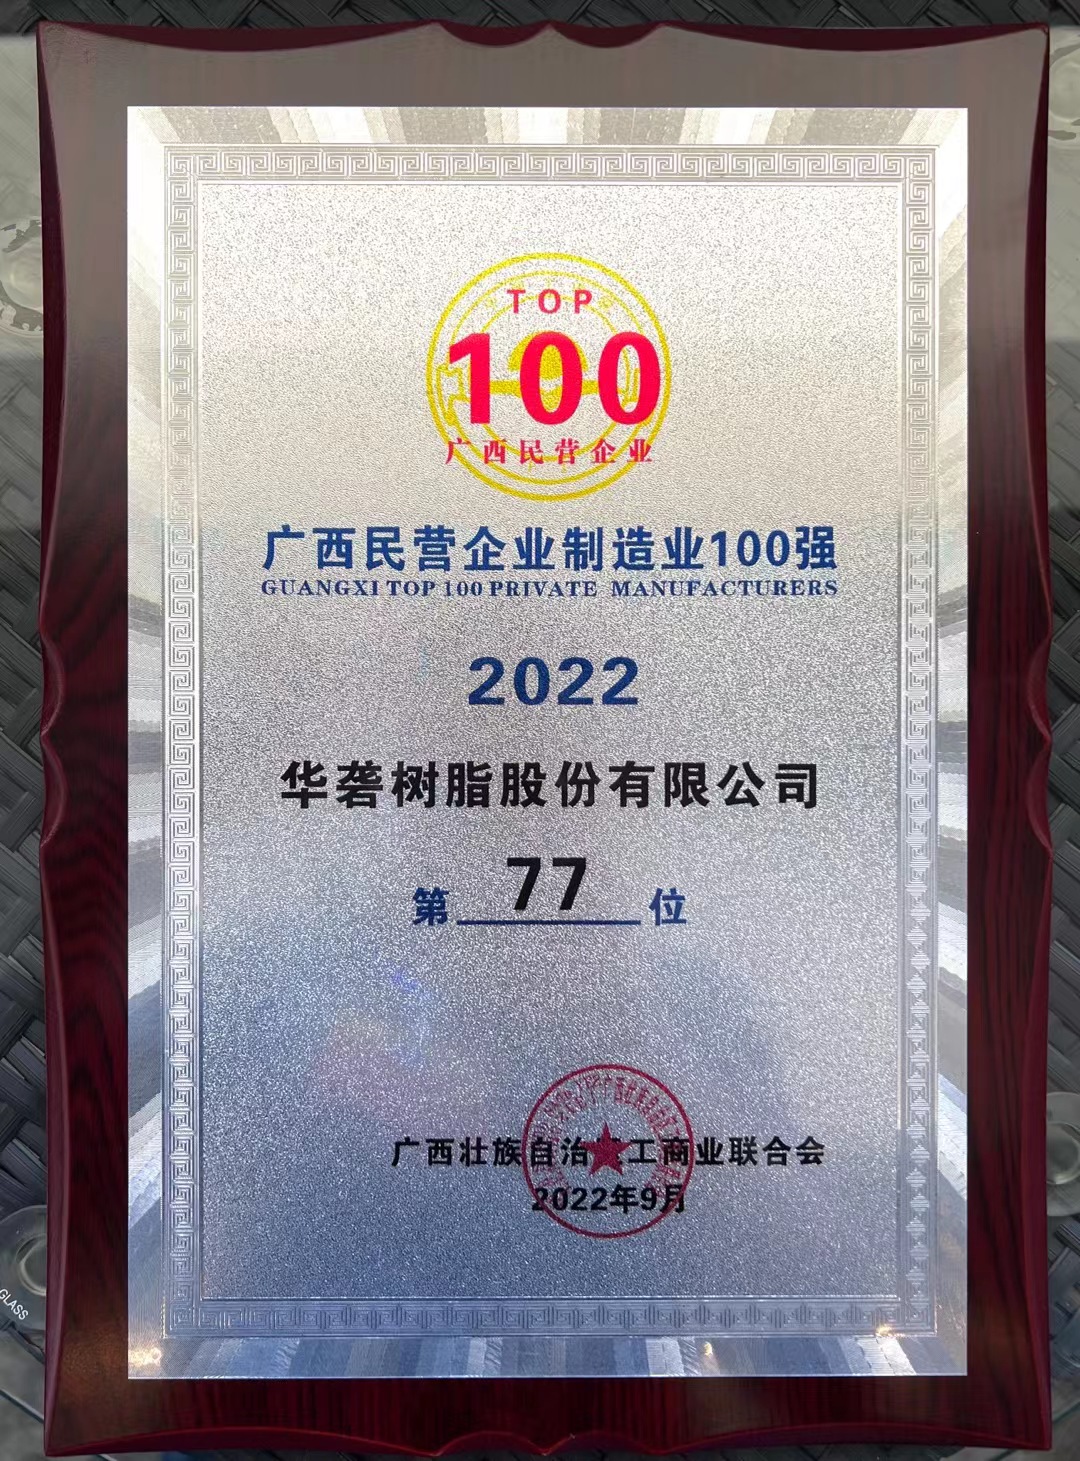 TOP
100
广西民营企业
广西民营企业制造业100强
GUANGXI TOP 100 PRIVATE MANUFACTURERS
2022
华砻树脂股份有限公司
第 77 位
广西壮族自治区工商业联合会
2022年9月
GLASS